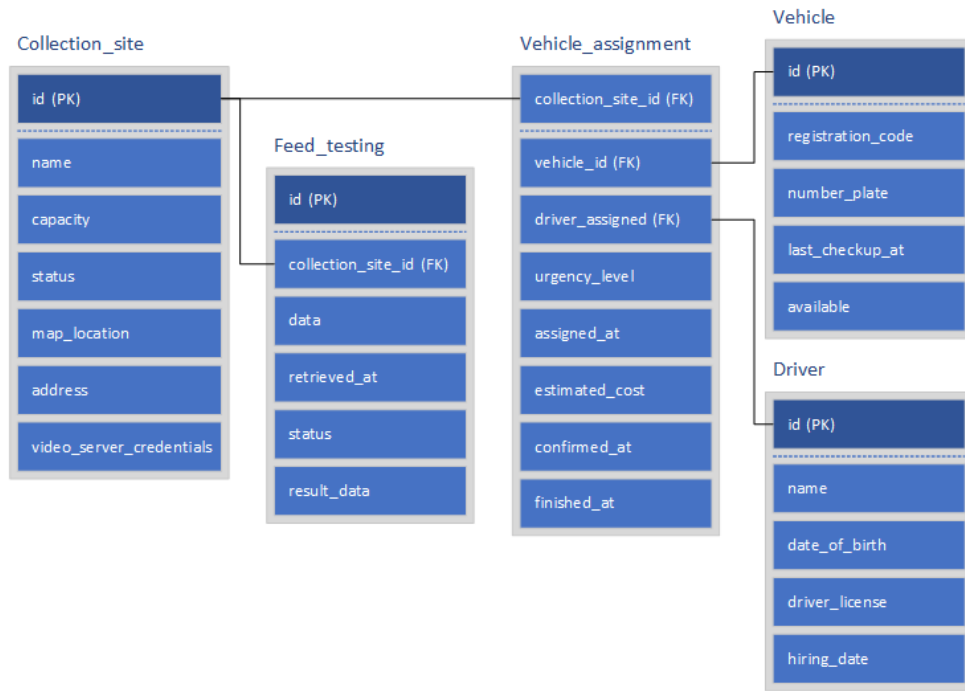 Collection_site
id (PK)
name
capacity
status
map_location
address
video_server_credentials
Feed_testing
id (PK)
collection_site_id (FK)
data
retrieved_at
status
result_data
Vehicle_assignment
collection_site_id (FK)
vehicle_id (FK)
driver_assigned (FK)
urgency_level
assigned_at
estimated_cost
confirmed_at
finished_at
Vehicle
id (PK)
registration_code
number_plate
last_checkup_at
available
Driver
id (PK)
name
date_of_birth
driver_license
hiring_date